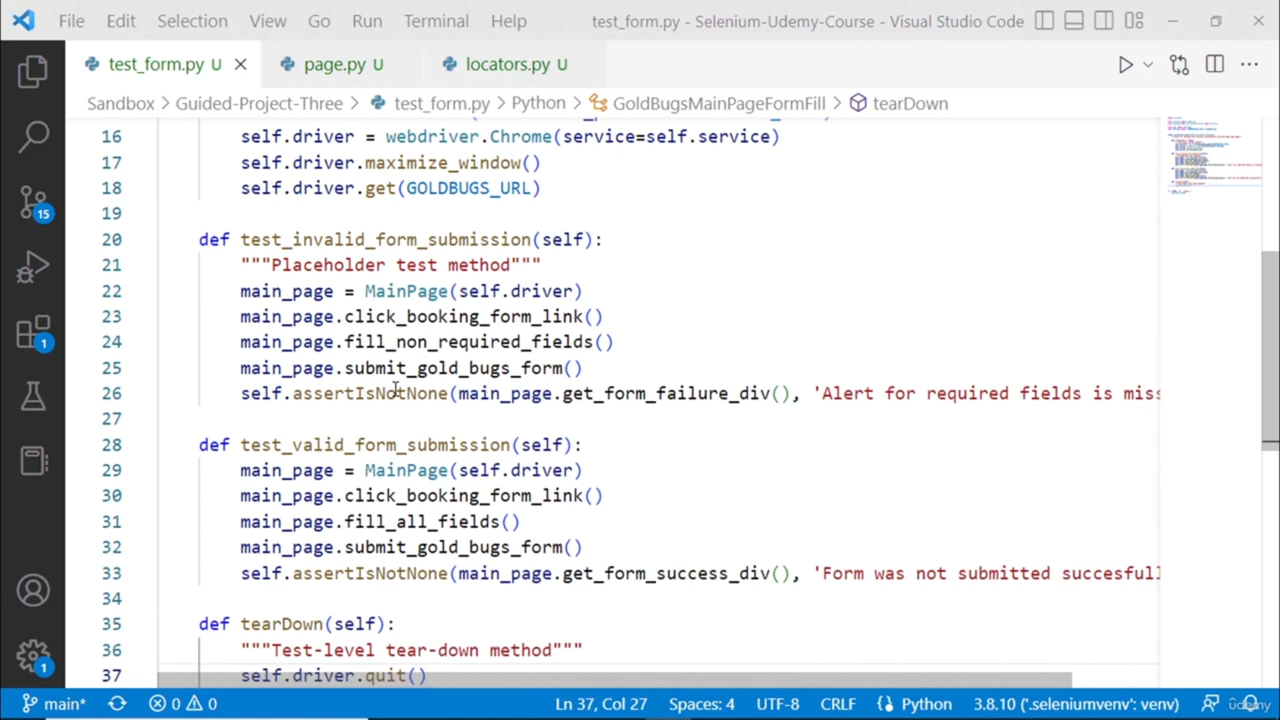 File Edit Selection View Go Run Terminal Help test_form.py - Selenium-Udemy-Course - Visual Studio Code
test_form.py U page.py U locators.py U
Sandbox > Guided-Project-Three > test_form.py > Python > GoldBugsMainPageFormFill > tearDown
16 self.driver = webdriver.Chrome(service=self.service)
17 self.driver.maximize_window()
18 self.driver.get(GOLDBUGS_URL)
19
20 def test_invalid_form_submission(self):
21 """Placeholder test method"""
22 main_page = MainPage(self.driver)
23 main_page.click_booking_form_link()
24 main_page.fill_non_required_fields()
25 main_page.submit_gold_bugs_form()
26 self.assertIsNotNone(main_page.get_form_failure_div(), 'Alert for required fields is miss
27
28 def test_valid_form_submission(self):
29 main_page = MainPage(self.driver)
30 main_page.click_booking_form_link()
31 main_page.fill_all_fields()
32 main_page.submit_gold_bugs_form()
33 self.assertIsNotNone(main_page.get_form_success_div(), 'Form was not submitted succesfull
34
35 def tearDown(self):
36 """Test-level tear-down method"""
37 self.driver.quit()
15
1
1
main* 0 0 Ln 37, Col 27 Spaces: 4 UTF-8 CRLF Python 3.8.10 ('.seleniumvenv': venv)
udemy